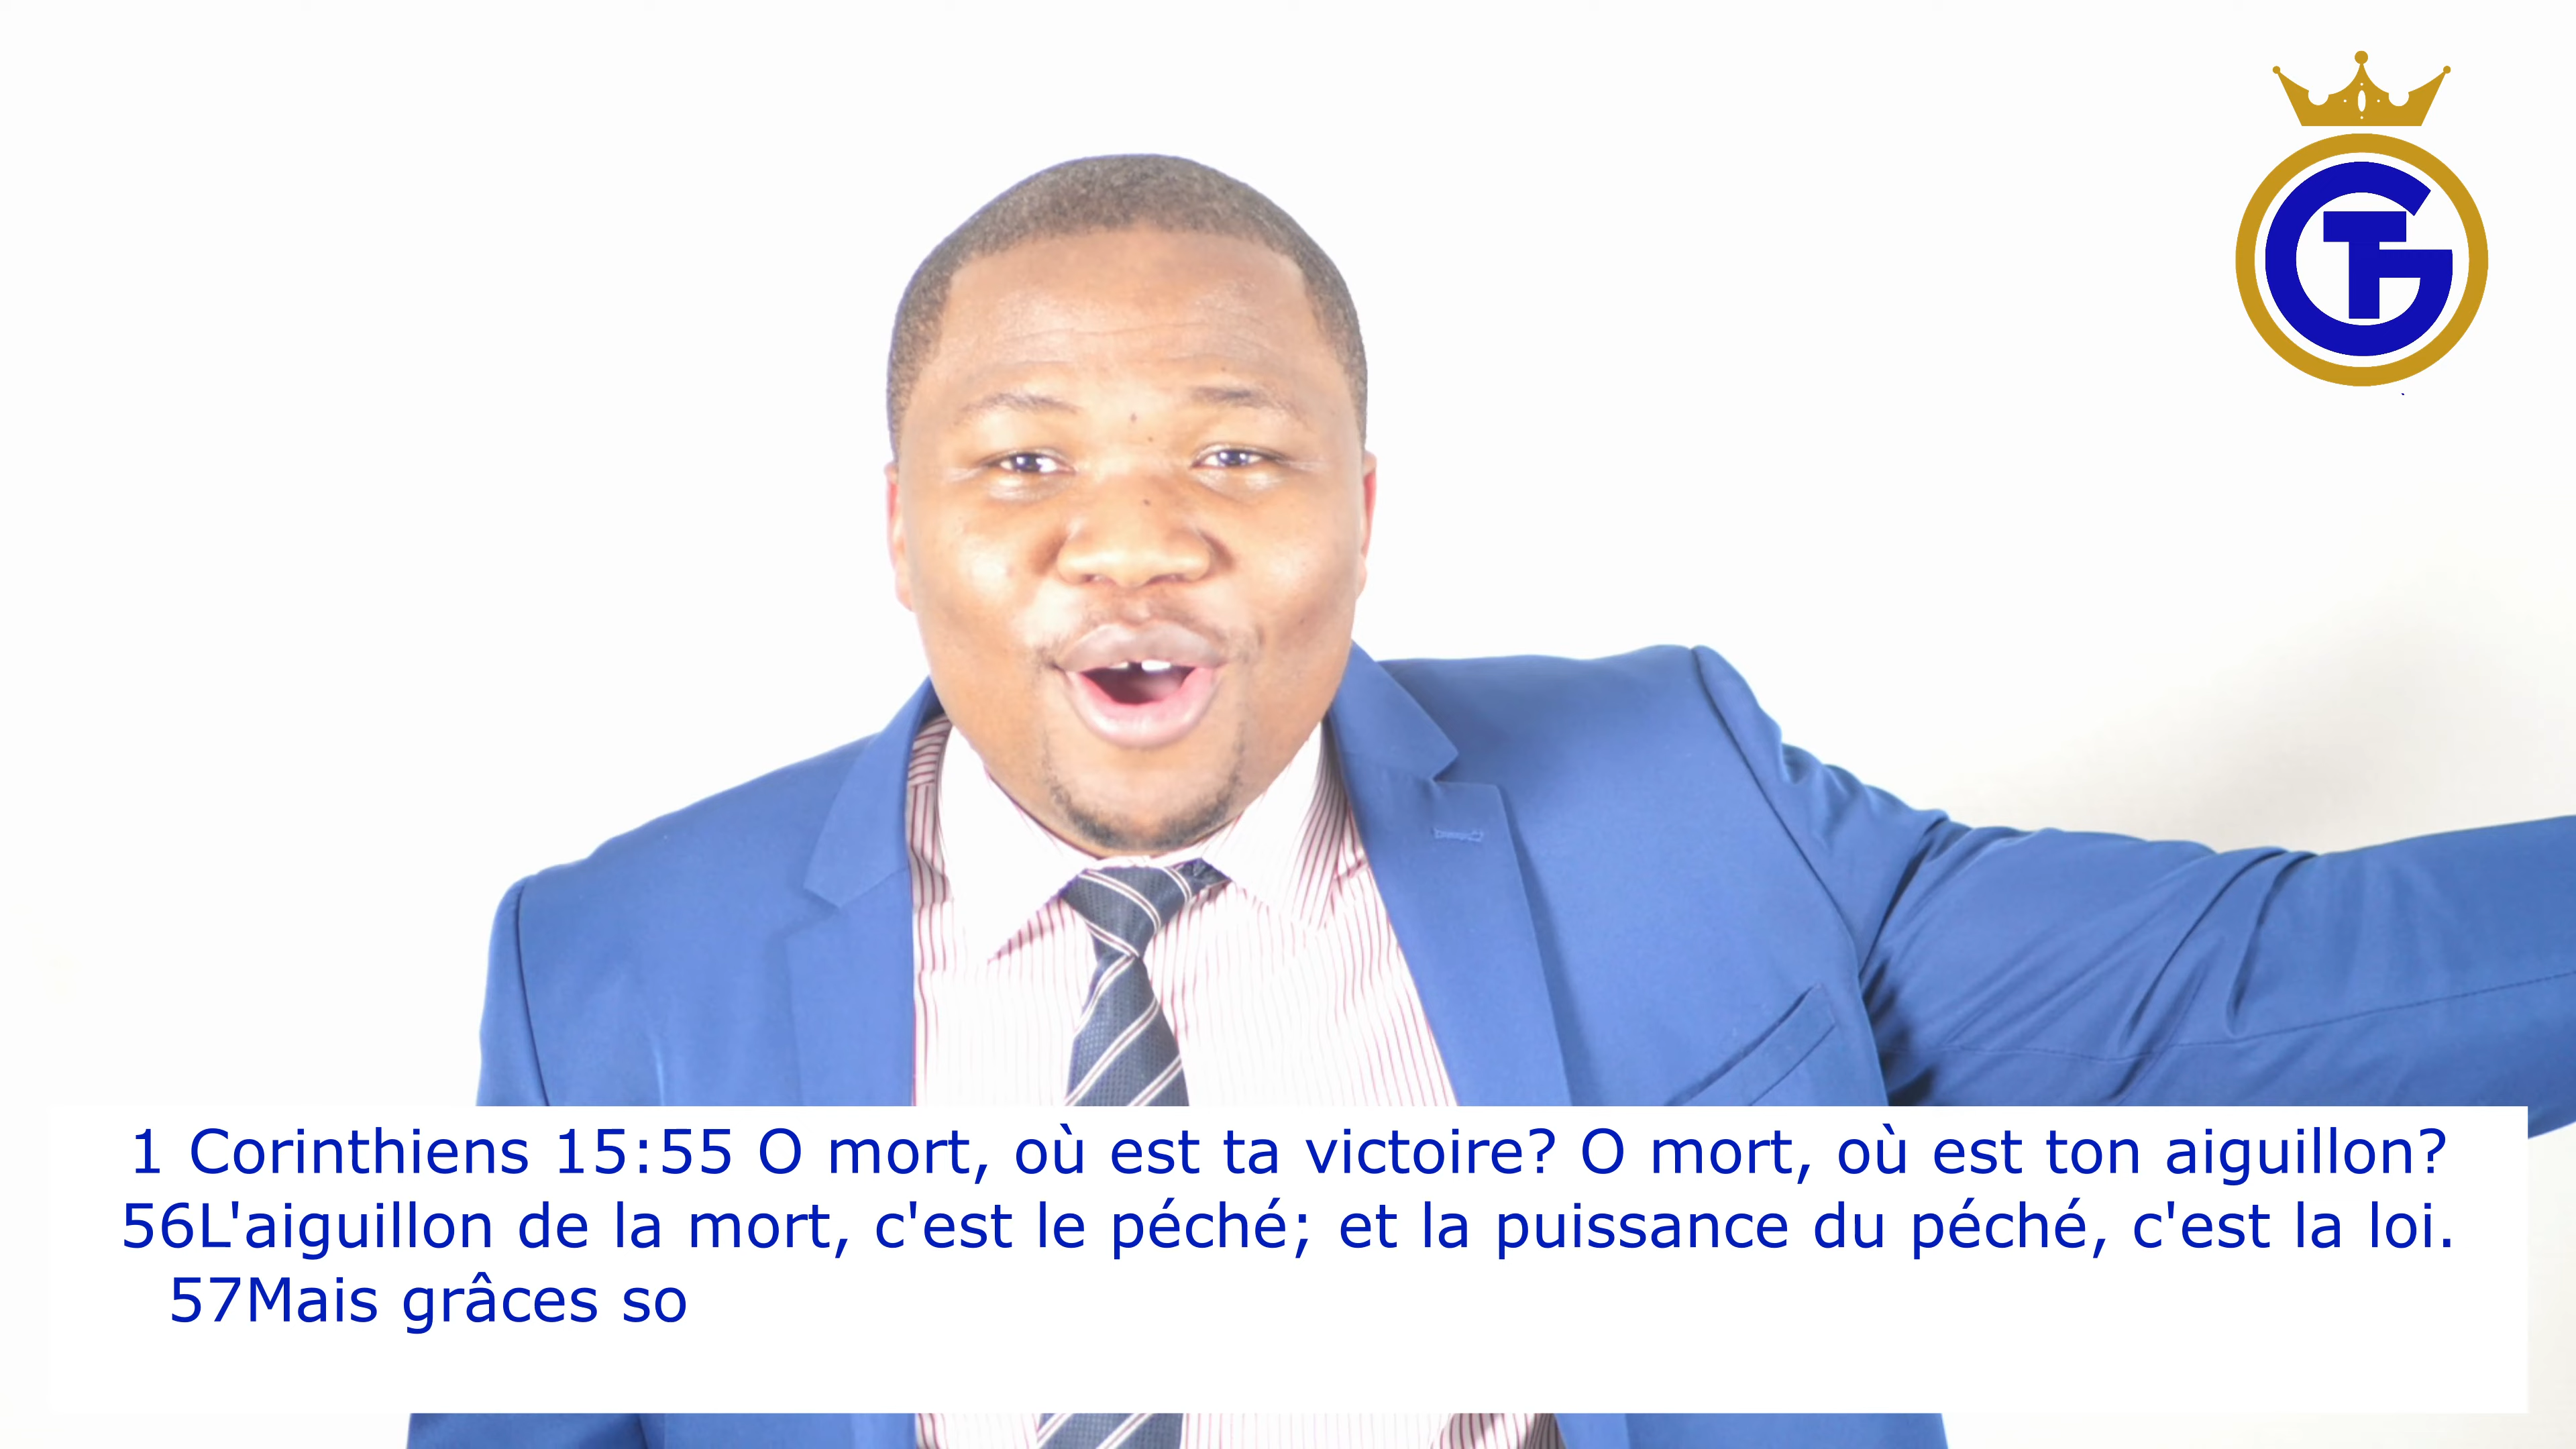 GT
1 Corinthiens 15:55 O mort, où est ta victoire? O mort, où est ton aiguillon?
56L'aiguillon de la mort, c'est le péché; et la puissance du péché, c'est la loi.
57Mais grâces so